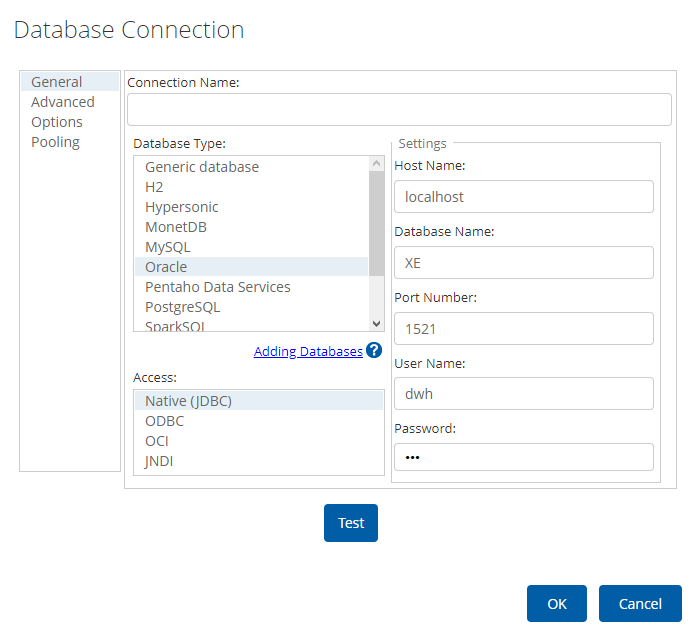 Database Connection
General
Advanced
Options
Pooling
Connection Name:
Database Type:
Generic database
H2
Hypersonic
MonetDB
MySQL
Oracle
Pentaho Data Services
PostgreSQL
SparkSQL
Adding Databases ?
Access:
Native (JDBC)
ODBC
OCI
JNDI
Settings
Host Name:
localhost
Database Name:
XE
Port Number:
1521
User Name:
dwh
Password:
•••
Test
OK
Cancel